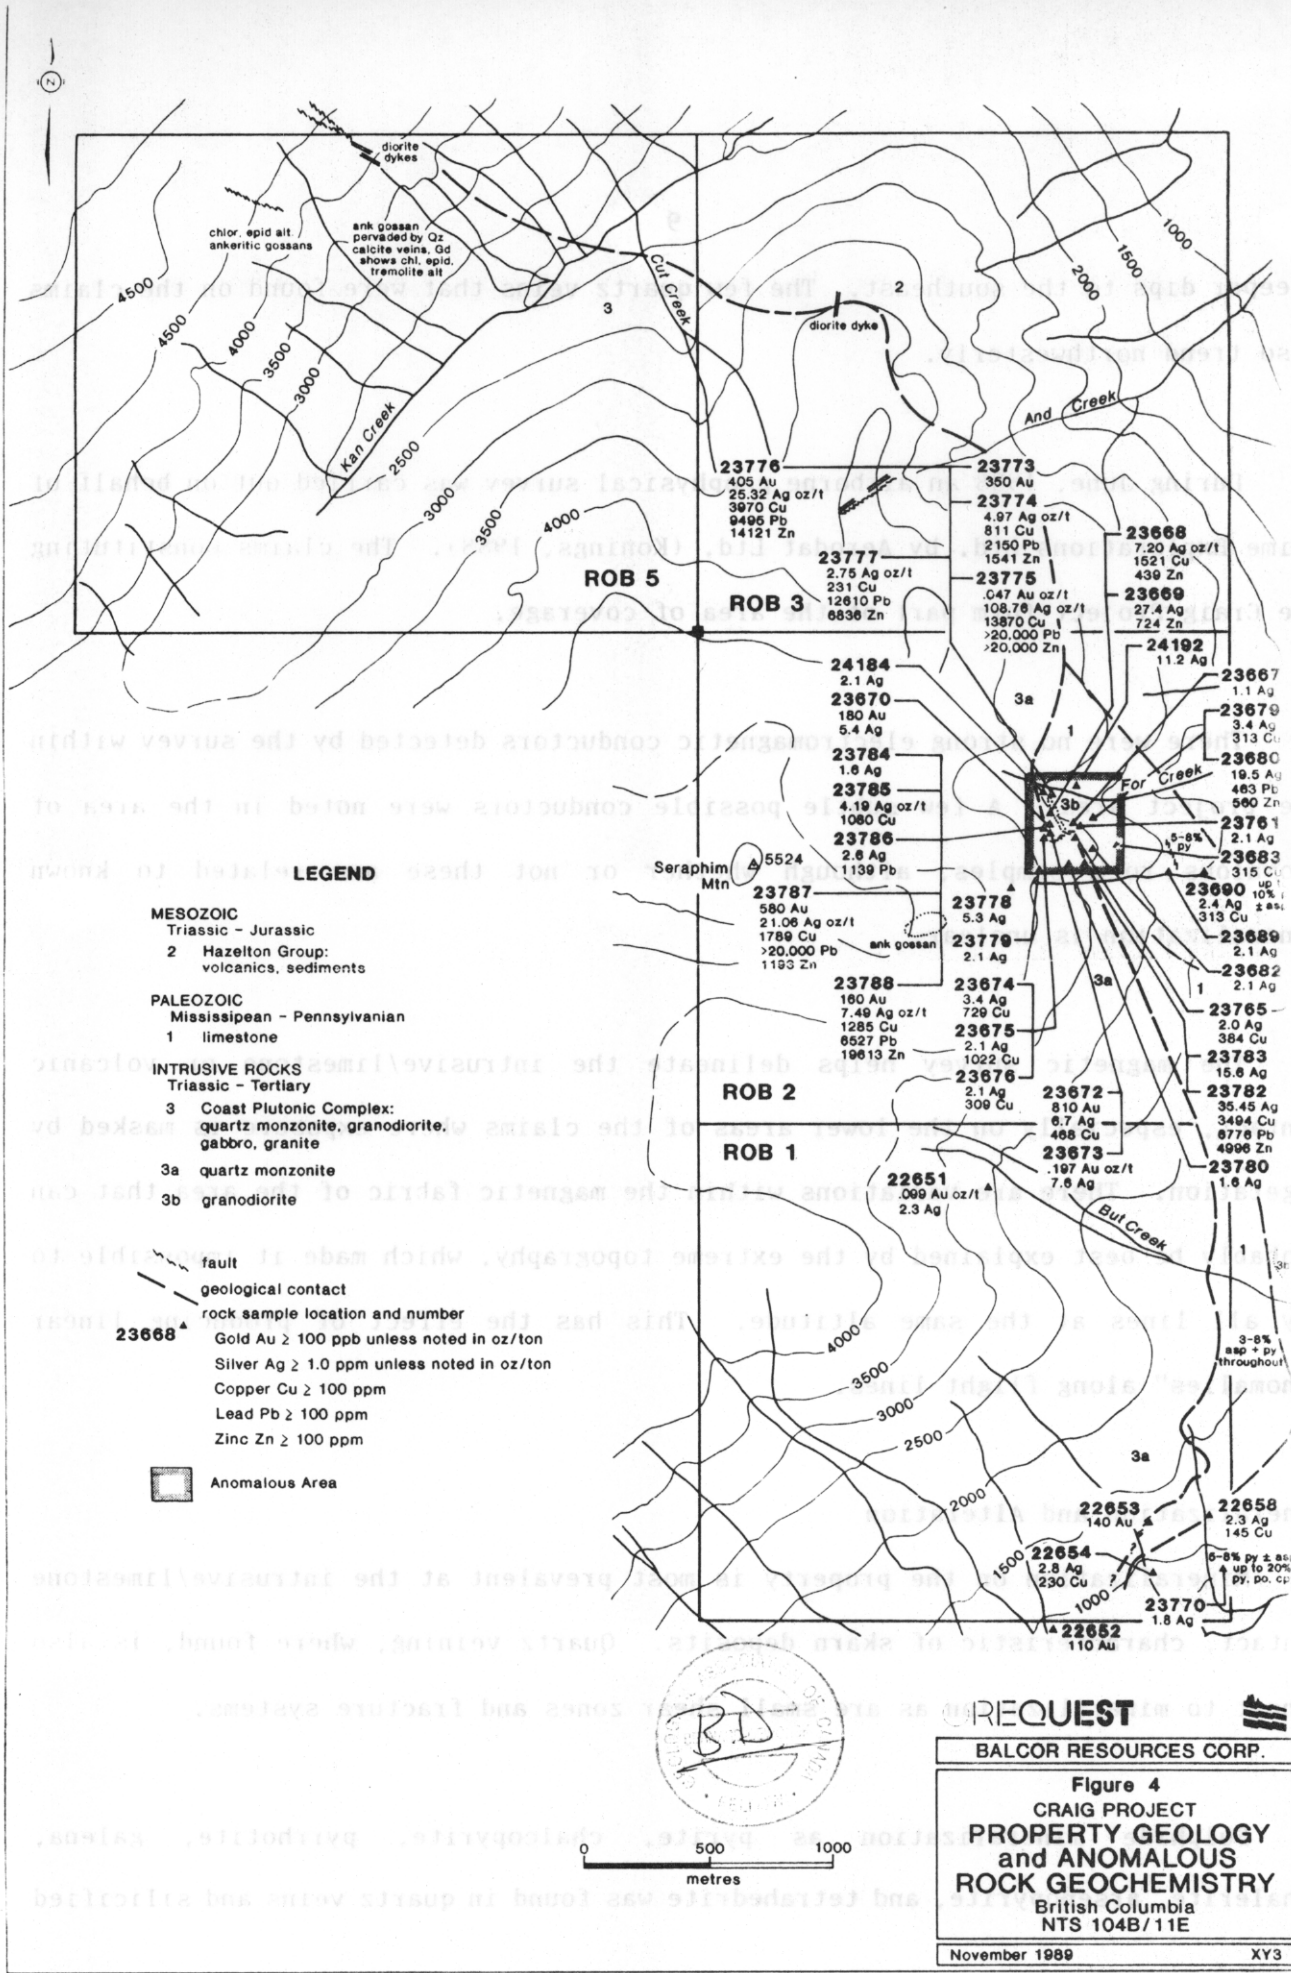 N
diorite
dykes
chlor, epid alt.
ankeritic gossans
ank gossan
pervaded by Qz
calcite veins, Gd
shows chl, epid,
tremolite alt
4500
4500
4000
3500
3000
Kan Creek
2500
3000
3500
4000
3
Cut Creek
2
diorite dyke
1000
1500
2000
And Creek
ROB 5
ROB 3
23776
405 Au
25.32 Ag oz/t
3970 Cu
9495 Pb
14121 Zn
23777
2.75 Ag oz/t
231 Cu
12610 Pb
6836 Zn
23773
350 Au
23774
4.97 Ag oz/t
811 Cu
2150 Pb
1541 Zn
23775
.047 Au oz/t
108.76 Ag oz/t
13870 Cu
>20,000 Pb
>20,000 Zn
23668
7.20 Ag oz/t
1521 Cu
439 Zn
23669
27.4 Ag
724 Zn
24192
11.2 Ag
24184
2.1 Ag
23670
180 Au
5.4 Ag
23784
1.6 Ag
23785
4.19 Ag oz/t
1080 Cu
23786
2.6 Ag
1139 Pb
3a
1
3b
For Creek
23667
1.1 Ag
23679
3.4 Ag
313 Cu
23680
19.5 Ag
463 Pb
560 Zn
23761
2.1 Ag
5-8%
py
23683
315 Cu
23690
2.4 Ag
313 Cu
up
10%
23689
2.1 Ag
23682
2.1 Ag
Seraphim
Mtn
5524
23787
580 Au
21.06 Ag oz/t
1789 Cu
>20,000 Pb
1193 Zn
ank gossan
23788
160 Au
7.49 Ag oz/t
1285 Cu
6527 Pb
19613 Zn
23778
5.3 Ag
23779
2.1 Ag
23674
3.4 Ag
729 Cu
23675
2.1 Ag
1022 Cu
23676
2.1 Ag
309 Cu
3a
1
23765
2.0 Ag
384 Cu
23783
15.6 Ag
23782
35.45 Ag
3494 Cu
6776 Pb
4996 Zn
23780
1.6 Ag
23672
810 Au
6.7 Ag
468 Cu
23673
.197 Au oz/t
7.6 Ag
ROB 2
ROB 1
22651
.099 Au oz/t
2.3 Ag
But Creek
1
3-8%
asp + py
throughout
4000
3500
3000
2500
2000
1500
1000
3a
22653
140 Au
22658
2.3 Ag
145 Cu
22654
2.8 Ag
230 Cu
?
?
up to 20%
23770
1.8 Ag
22652
110 Au
LEGEND
MESOZOIC
Triassic - Jurassic
2 Hazelton Group:
volcanics, sediments
PALEOZOIC
Mississipean - Pennsylvanian
1 limestone
INTRUSIVE ROCKS
Triassic - Tertiary
3 Coast Plutonic Complex:
quartz monzonite, granodiorite,
gabbro, granite
3a quartz monzonite
3b granodiorite
fault
geological contact
rock sample location and number
23668
Gold Au ≥ 100 ppb unless noted in oz/ton
Silver Ag ≥ 1.0 ppm unless noted in oz/ton
Copper Cu ≥ 100 ppm
Lead Pb ≥ 100 ppm
Zinc Zn ≥ 100 ppm
Anomalous Area
BD
0 500 1000
metres
OREQUEST
BALCOR RESOURCES CORP.
Figure 4
CRAIG PROJECT
PROPERTY GEOLOGY
and ANOMALOUS
ROCK GEOCHEMISTRY
British Columbia
NTS 104B/11E
November 1989 XY3